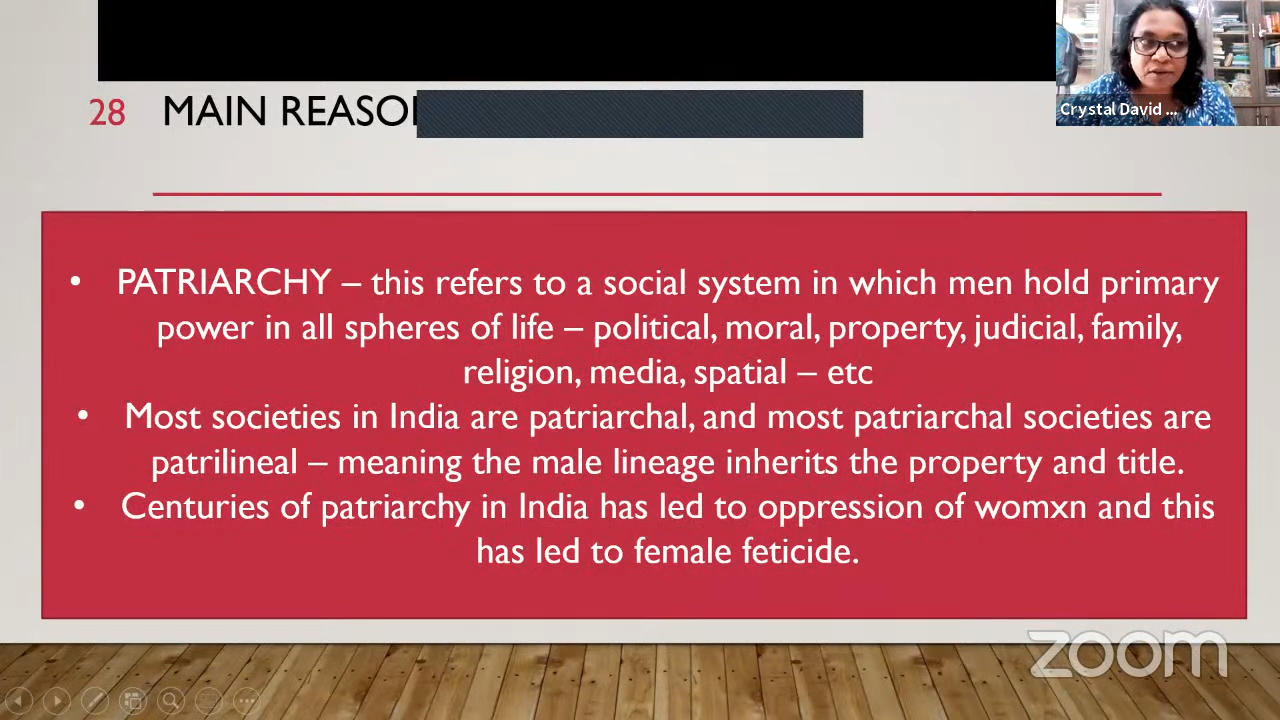 28 MAIN REASO
Crystal David ...
• PATRIARCHY – this refers to a social system in which men hold primary
power in all spheres of life – political, moral, property, judicial, family,
religion, media, spatial – etc
• Most societies in India are patriarchal, and most patriarchal societies are
patrilineal – meaning the male lineage inherits the property and title.
• Centuries of patriarchy in India has led to oppression of womxn and this
has led to female feticide.
zoom